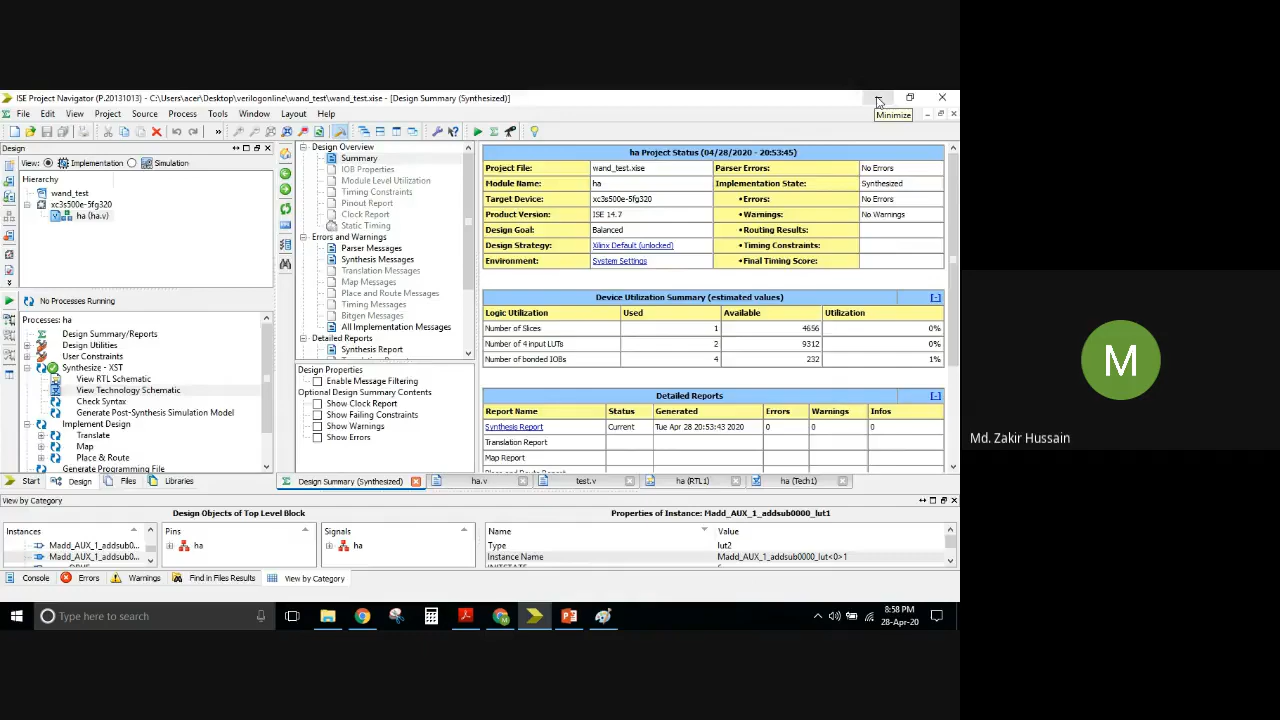 ISE Project Navigator (P.20131013) - C:\Users\acer\Desktop\verilogonline\wand_test\wand_test.xise - [Design Summary (Synthesized)]
File Edit View Project Source Process Tools Window Layout Help
Minimize
Design
View: Implementation Simulation
Hierarchy
wand_test
xc3s500e-5fg320
ha (ha.v)
No Processes Running
Processes: ha
Design Summary/Reports
Design Utilities
User Constraints
Synthesize - XST
View RTL Schematic
View Technology Schematic
Check Syntax
Generate Post-Synthesis Simulation Model
Implement Design
Translate
Map
Place & Route
Generate Programming File
Start Design Files Libraries
Design Overview
Summary
IOB Properties
Module Level Utilization
Timing Constraints
Pinout Report
Clock Report
Static Timing
Errors and Warnings
Parser Messages
Synthesis Messages
Translation Messages
Map Messages
Place and Route Messages
Timing Messages
Bitgen Messages
All Implementation Messages
Detailed Reports
Synthesis Report
Design Properties
Enable Message Filtering
Optional Design Summary Contents
Show Clock Report
Show Failing Constraints
Show Warnings
Show Errors
ha Project Status (04/28/2020 - 20:53:45)
Project File: wand_test.xise Parser Errors: No Errors
Module Name: ha Implementation State: Synthesized
Target Device: xc3s500e-5fg320 •Errors: No Errors
Product Version: ISE 14.7 •Warnings: No Warnings
Design Goal: Balanced •Routing Results:
Design Strategy: Xilinx Default (unlocked) •Timing Constraints:
Environment: System Settings •Final Timing Score:
Device Utilization Summary (estimated values) [-]
Logic Utilization Used Available Utilization
Number of Slices 1 4656 0%
Number of 4 input LUTs 2 9312 0%
Number of bonded IOBs 4 232 1%
Detailed Reports [-]
Report Name Status Generated Errors Warnings Infos
Synthesis Report Current Tue Apr 28 20:53:43 2020 0 0 0
Translation Report
Map Report
Design Summary (Synthesized) ha.v test.v ha (RTL1) ha (Tech1)
View by Category
Design Objects of Top Level Block Properties of Instance: Madd_AUX_1_addsub0000_lut1
Instances Pins Signals Name Value
Madd_AUX_1_addsub0... ha ha Type lut2
Madd_AUX_1_addsub0... Instance Name Madd_AUX_1_addsub0000_lut<0>1
Console Errors Warnings Find in Files Results View by Category
Type here to search
8:58 PM
28-Apr-20
M
Md. Zakir Hussain